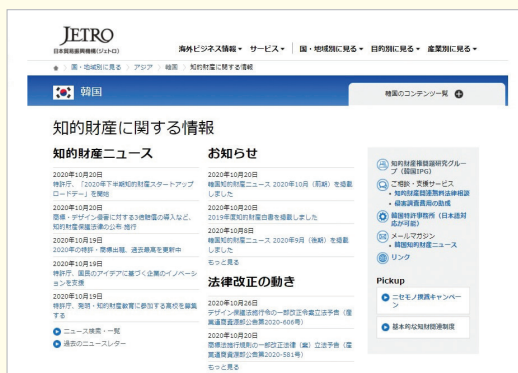 JETRO
日本貿易振興機構(ジェトロ)
海外ビジネス情報 サービス 国・地域別に見る 目的別に見る 産業別に見る
国・地域別に見る > アジア > 韓国 > 知的財産に関する情報
韓国
韓国のコンテンツ一覧
知的財産に関する情報
知的財産ニュース
2020年10月20日
特許庁、「2020年下半期知的財産スタートアップ
ロードデー」を開始
2020年10月20日
商標・デザイン侵害に対する3倍賠償の導入など、
知的財産保護法律の公布・施行
2020年10月19日
2020年の特許・商標出願、過去最高を更新中
2020年10月19日
特許庁、国民のアイデアに基づく企業のイノベーシ
ョンを支援
2020年10月19日
特許庁、発明・知的財産教育に参加する高校を募集
する
ニュース検索・一覧
過去のニュースレター
お知らせ
2020年10月20日
韓国知的財産ニュース 2020年10月(前期)を掲載
しました
2020年10月20日
2019年度知的財産白書を掲載しました
2020年10月8日
韓国知的財産ニュース 2020年9月(後期)を掲載
しました
もっと見る
法律改正の動き
2020年10月26日
デザイン保護法施行令の一部改正令案立法予告(産
業通商資源部公告第2020-606号)
2020年10月20日
商標法施行規則の一部改正法律(案)立法予告(産
業通商資源部公告第2020-581号)
もっと見る
知的財産権問題研究グルー
プ(韓国IPG)
ご相談・支援サービス
知的財産関連無料法律相談
侵害調査費用の助成
韓国特許事務所(日本語対
応が可能)
メールマガジン
韓国知的財産ニュース
リンク
Pickup
ニセモノ撲滅キャンペー
ン
基本的な知財関連制度